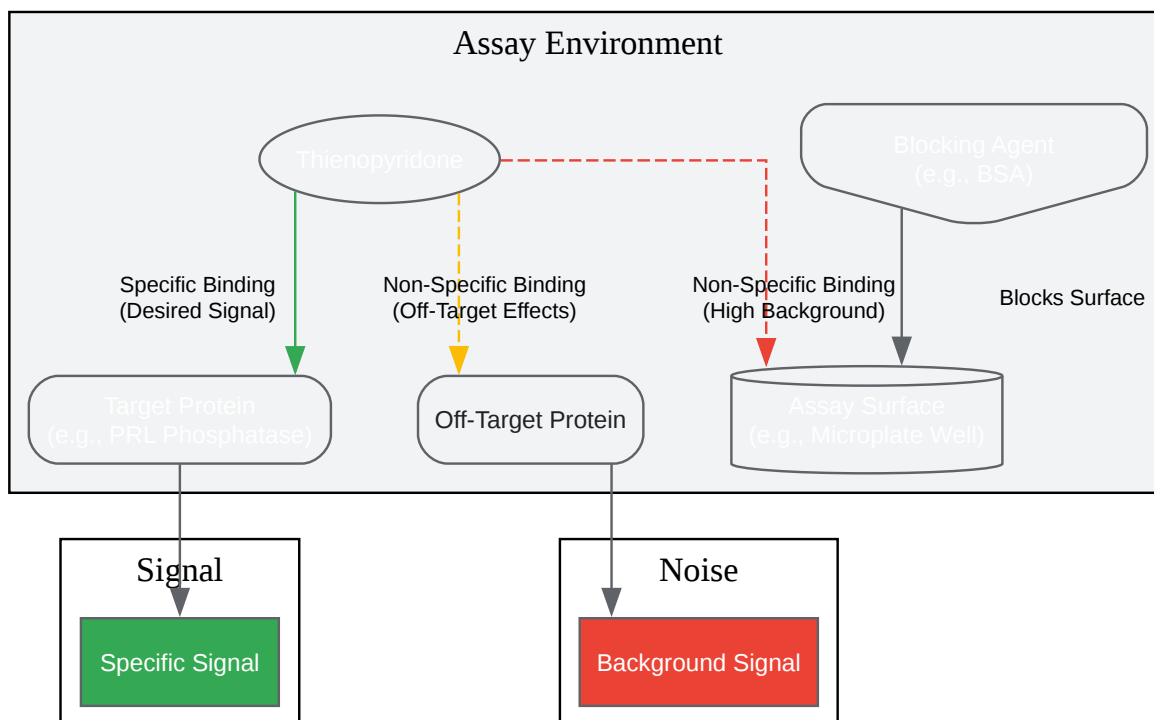 Assay Environment
Thienopyridone
Blocking Agent
(e.g., BSA)
Specific Binding
(Desired Signal)
Non-Specific Binding
(Off-Target Effects)
Non-Specific Binding
(High Background)
Blocks Surface
Target Protein
(e.g., PRL Phosphatase)
Off-Target Protein
Assay Surface
(e.g., Microplate Well)
Signal
Noise
Specific Signal
Background Signal